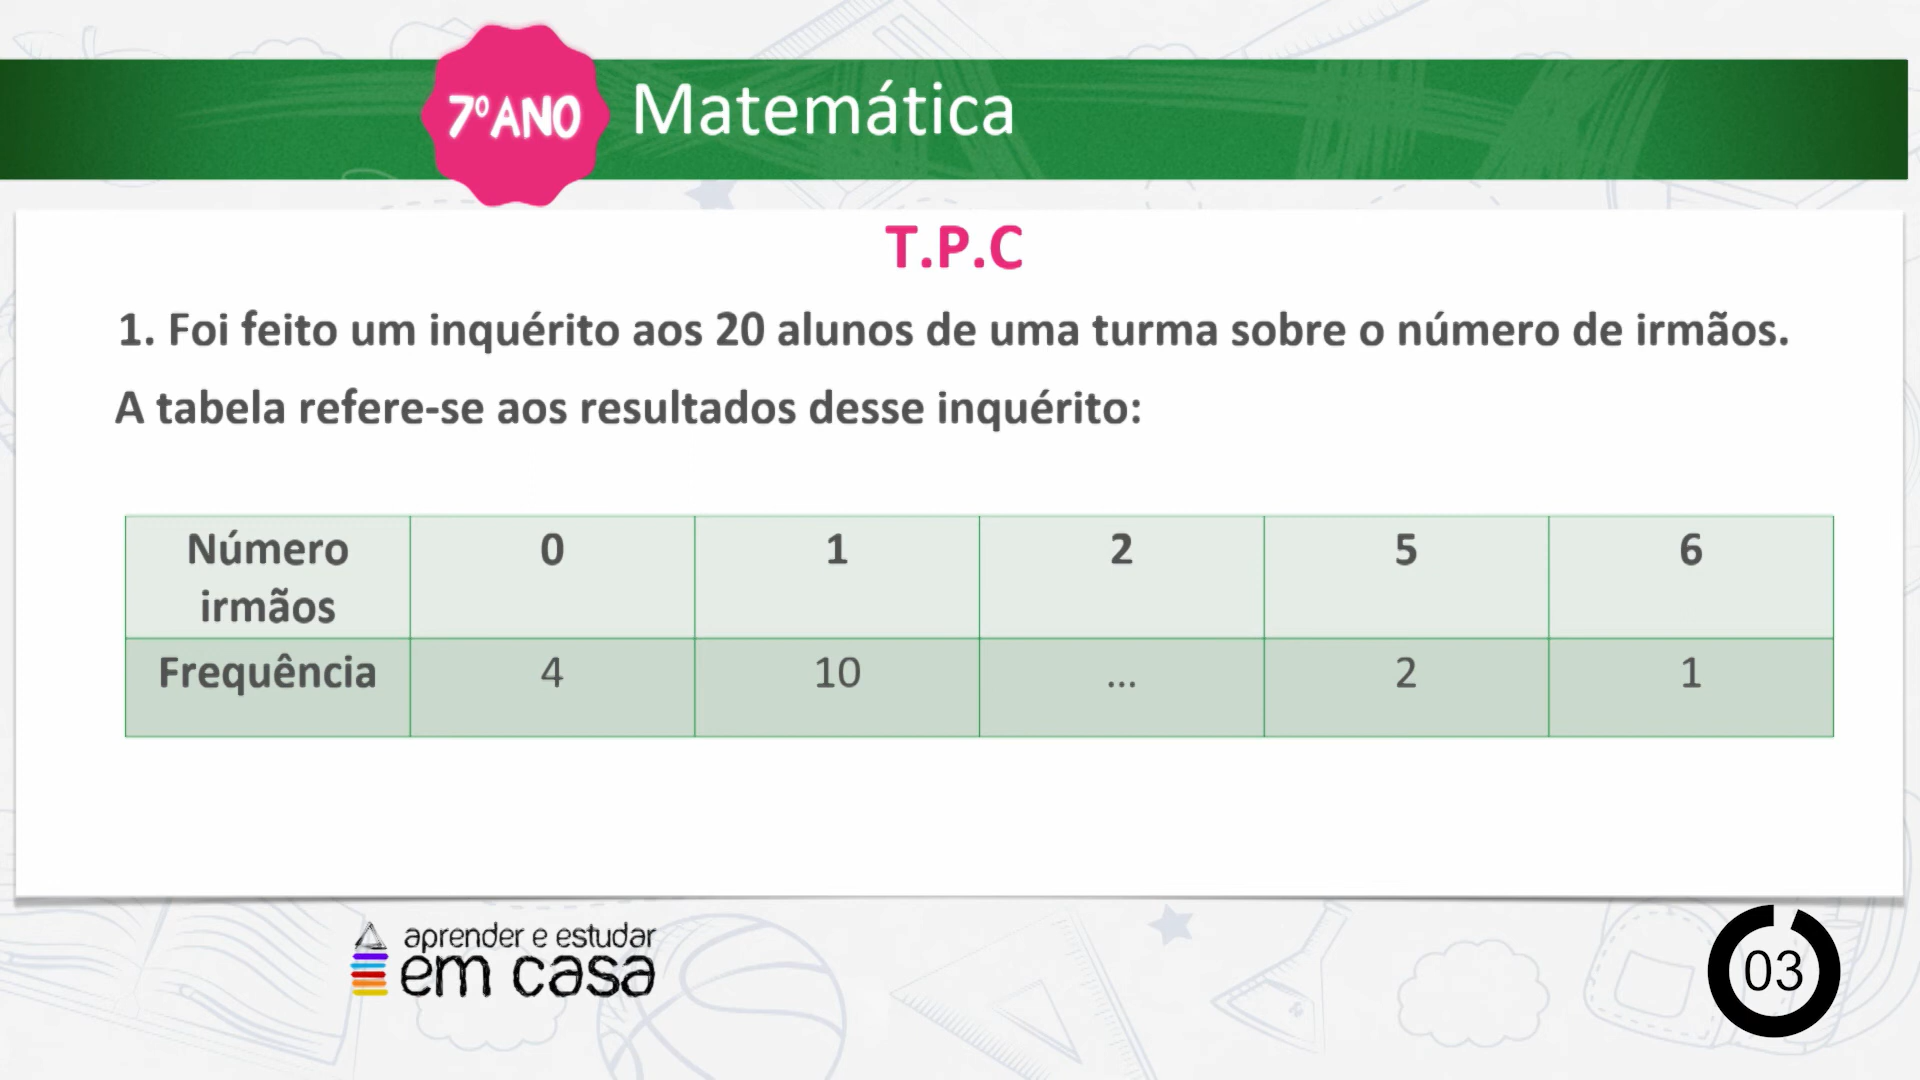 7ºANO
Matemática
T.P.C
1. Foi feito um inquérito aos 20 alunos de uma turma sobre o número de irmãos.
A tabela refere-se aos resultados desse inquérito:
Número irmãos 0 1 2 5 6
Frequência 4 10 ... 2 1
aprender e estudar
em casa
03